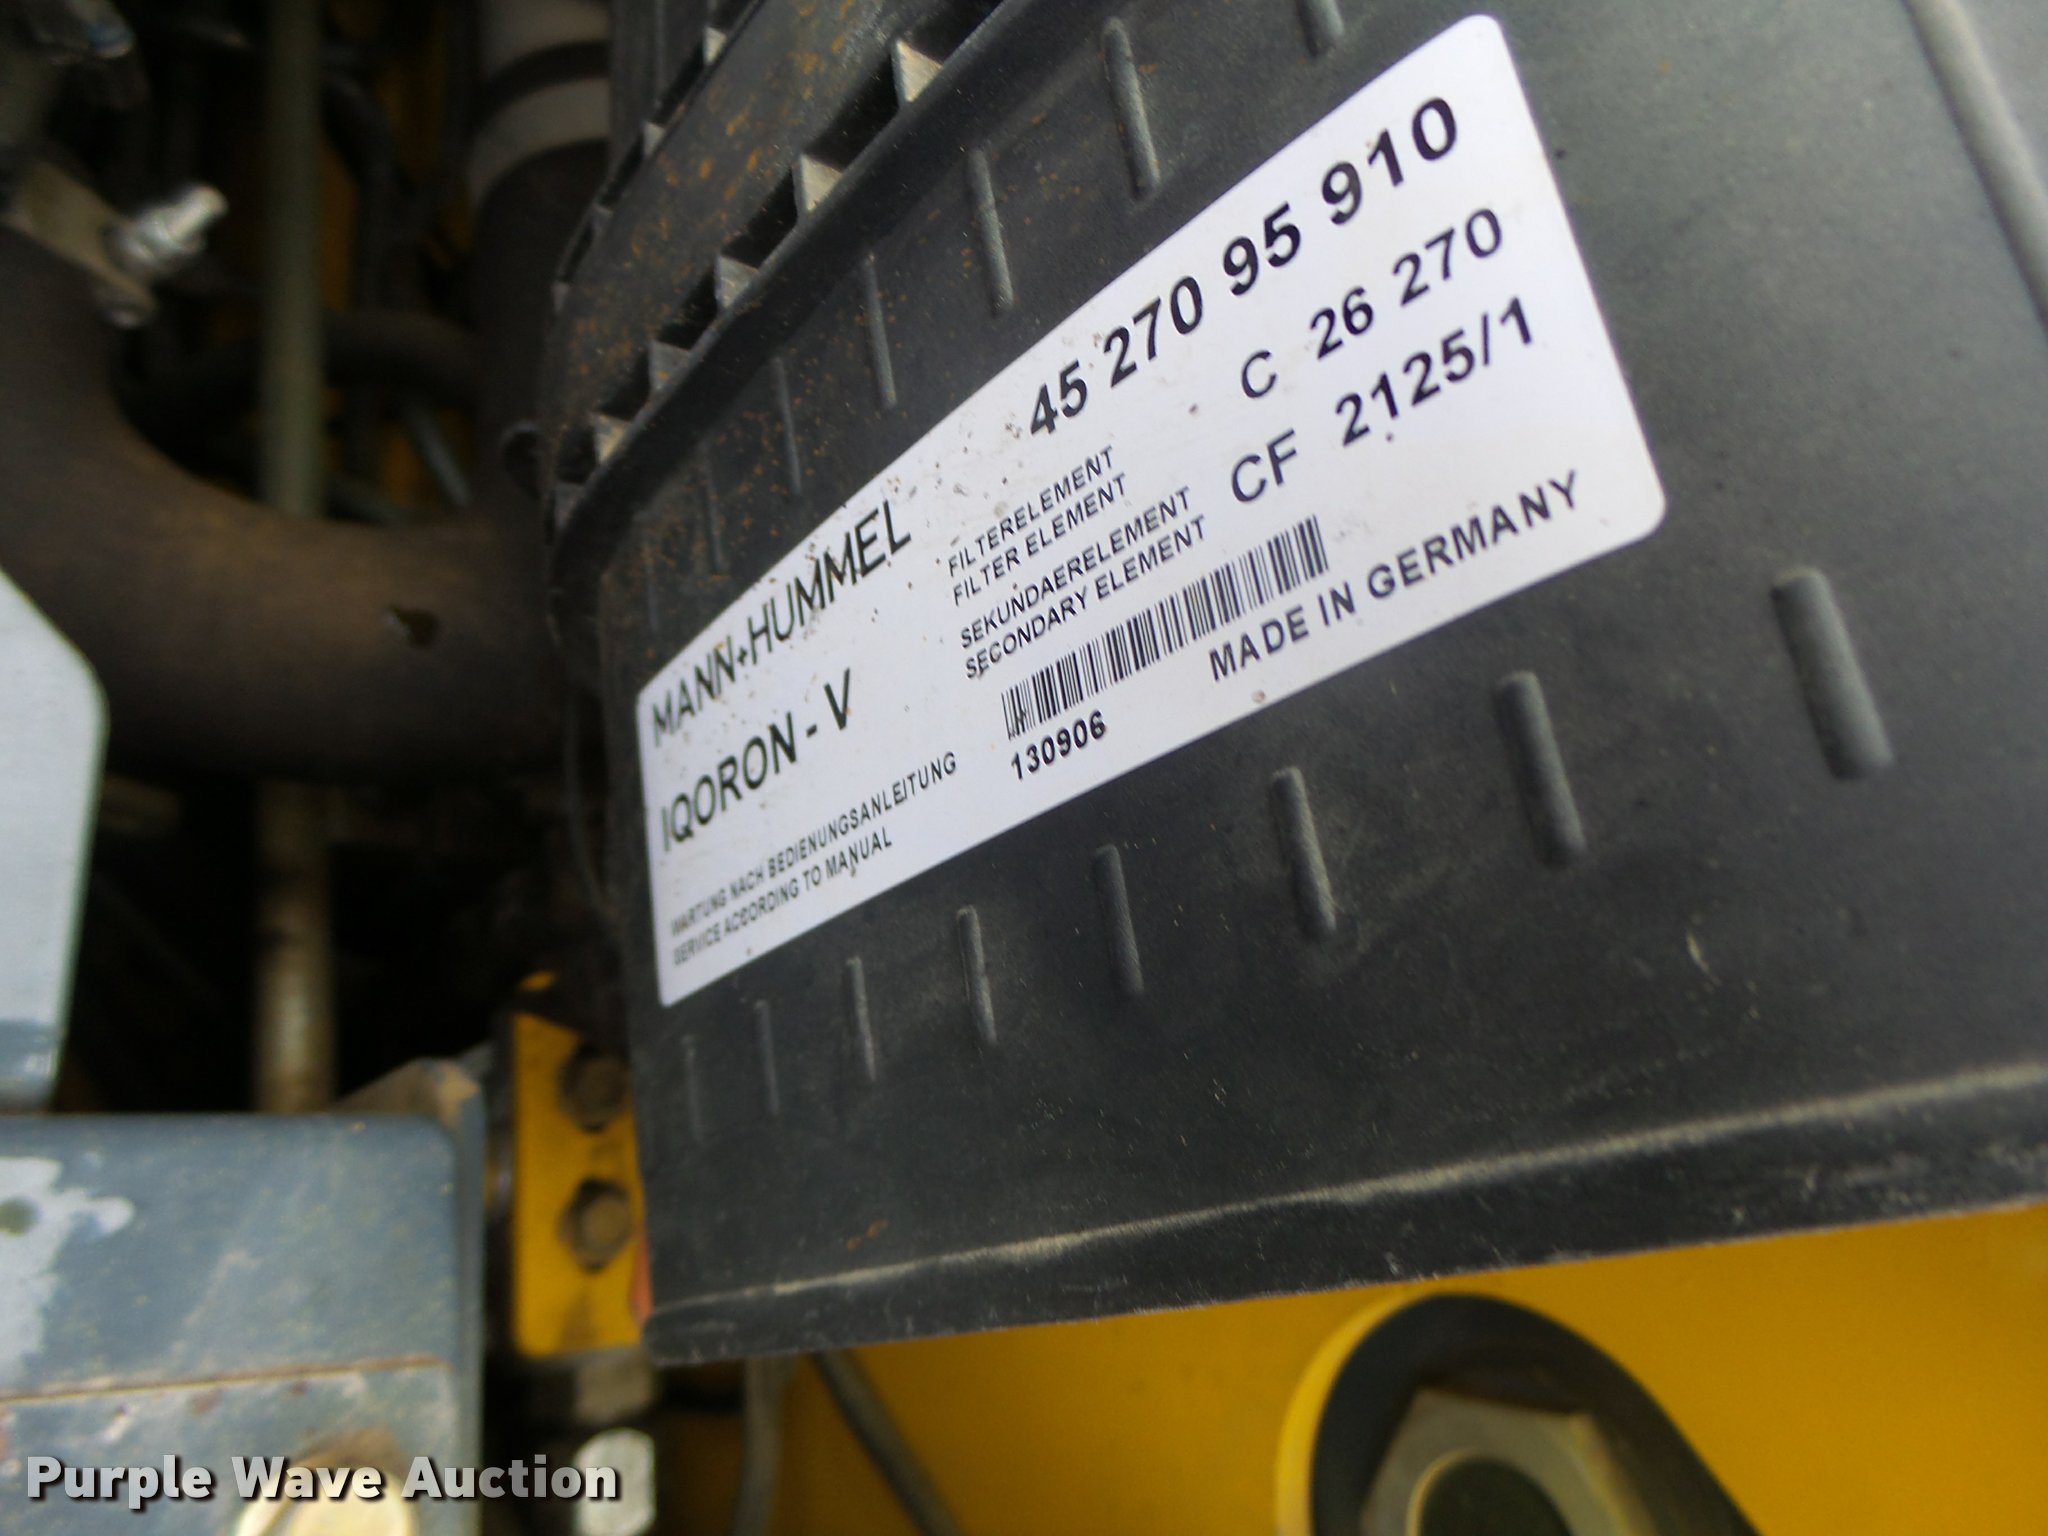 MANN+HUMMEL
45 270 95 910
IQORON - V
FILTERELEMENT
FILTER ELEMENT
C 26 270
SEKUNDAERELEMENT
SECONDARY ELEMENT
CF 2125/1
WARTUNG NACH BEDIENUNGSANLEITUNG
SERVICE ACCORDING TO MANUAL
130906
MADE IN GERMANY
Purple Wave Auction